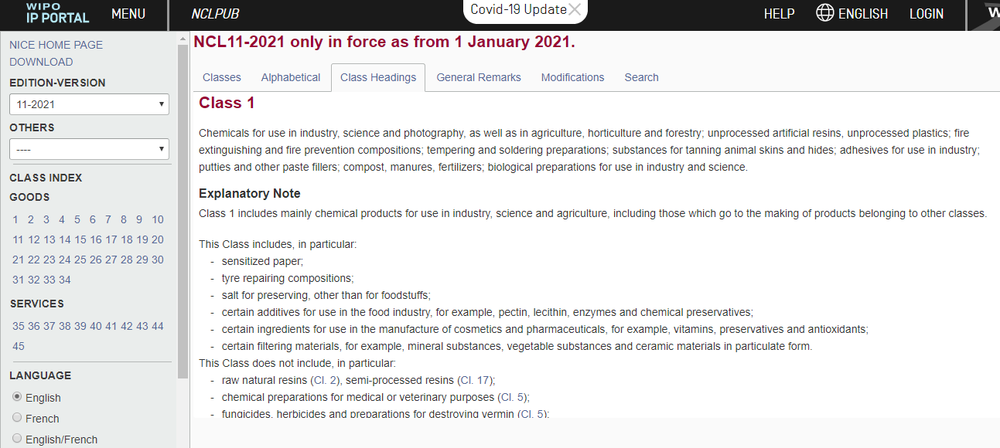 WIPO
IP PORTAL
MENU
NCLPUB
Covid-19 Update
HELP
ENGLISH
LOGIN
W
NICE HOME PAGE
DOWNLOAD
EDITION-VERSION
11-2021
OTHERS
----
CLASS INDEX
GOODS
1 2 3 4 5 6 7 8 9 10
11 12 13 14 15 16 17 18 19 20
21 22 23 24 25 26 27 28 29 30
31 32 33 34
SERVICES
35 36 37 38 39 40 41 42 43 44
45
LANGUAGE
English
French
English/French
NCL11-2021 only in force as from 1 January 2021.
Classes Alphabetical Class Headings General Remarks Modifications Search
Class 1
Chemicals for use in industry, science and photography, as well as in agriculture, horticulture and forestry; unprocessed artificial resins, unprocessed plastics; fire
extinguishing and fire prevention compositions; tempering and soldering preparations; substances for tanning animal skins and hides; adhesives for use in industry;
putties and other paste fillers; compost, manures, fertilizers; biological preparations for use in industry and science.
Explanatory Note
Class 1 includes mainly chemical products for use in industry, science and agriculture, including those which go to the making of products belonging to other classes.
This Class includes, in particular:
- sensitized paper;
- tyre repairing compositions;
- salt for preserving, other than for foodstuffs;
- certain additives for use in the food industry, for example, pectin, lecithin, enzymes and chemical preservatives;
- certain ingredients for use in the manufacture of cosmetics and pharmaceuticals, for example, vitamins, preservatives and antioxidants;
- certain filtering materials, for example, mineral substances, vegetable substances and ceramic materials in particulate form.
This Class does not include, in particular:
- raw natural resins (Cl. 2), semi-processed resins (Cl. 17);
- chemical preparations for medical or veterinary purposes (Cl. 5);
- fungicides, herbicides and preparations for destroying vermin (Cl. 5);